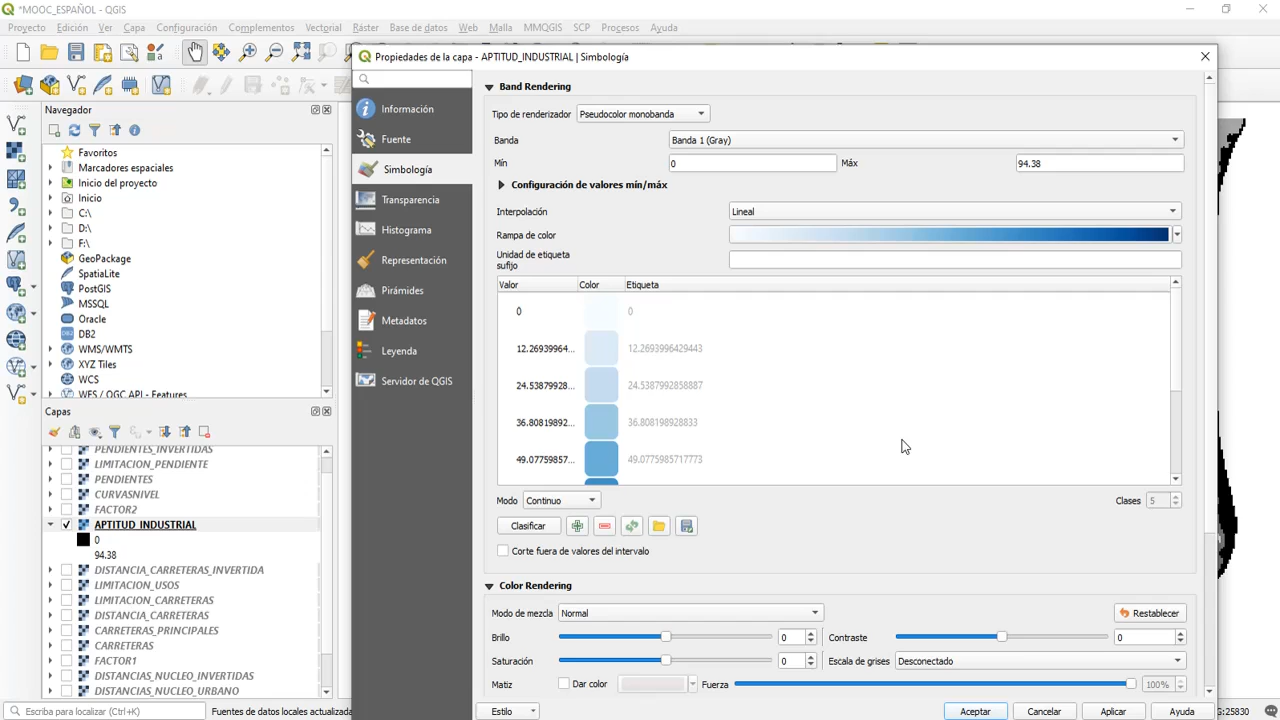 *MOOC_ESPAÑOL - QGIS
Proyecto Edición Ver Capa Configuración Complementos Vectorial Ráster Base de datos Web Malla MMQGIS SCP Procesos Ayuda
Propiedades de la capa - APTITUD_INDUSTRIAL | Simbología
Navegador
Favoritos
Marcadores espaciales
Inicio del proyecto
Inicio
C:\
D:\
F:\
GeoPackage
SpatiaLite
PostGIS
MSSQL
Oracle
DB2
WMS/WMTS
XYZ Tiles
WCS
WFS / OGC API - Features
Capas
PENDIENTES_INVERTIDAS
LIMITACION_PENDIENTE
PENDIENTES
CURVASNIVEL
FACTOR2
APTITUD_INDUSTRIAL
0
94.38
DISTANCIA_CARRETERAS_INVERTIDA
LIMITACION_USOS
LIMITACION_CARRETERAS
DISTANCIA_CARRETERAS
CARRETERAS_PRINCIPALES
CARRETERAS
FACTOR1
DISTANCIAS_NUCLEO_INVERTIDAS
DISTANCIAS_NUCLEO_URBANO
Información
Fuente
Simbología
Transparencia
Histograma
Representación
Pirámides
Metadatos
Leyenda
Servidor de QGIS
Band Rendering
Tipo de renderizador Pseudocolor monobanda
Banda Banda 1 (Gray)
Mín 0 Máx 94.38
Configuración de valores mín/máx
Interpolación Lineal
Rampa de color
Unidad de etiqueta
sufijo
Valor Color Etiqueta
0 0
12.26939964... 12.2693996429443
24.53879928... 24.5387992858887
36.80819892... 36.808198928833
49.07759857... 49.0775985717773
Modo Continuo Clases 5
Clasificar
Corte fuera de valores del intervalo
Color Rendering
Modo de mezcla Normal Restablecer
Brillo 0 Contraste 0
Saturación 0 Escala de grises Desconectado
Matiz Dar color Fuerza 100%
Estilo Aceptar Cancelar Aplicar Ayuda
Escriba para localizar (Ctrl+K) Fuentes de datos locales actualizada G:25830